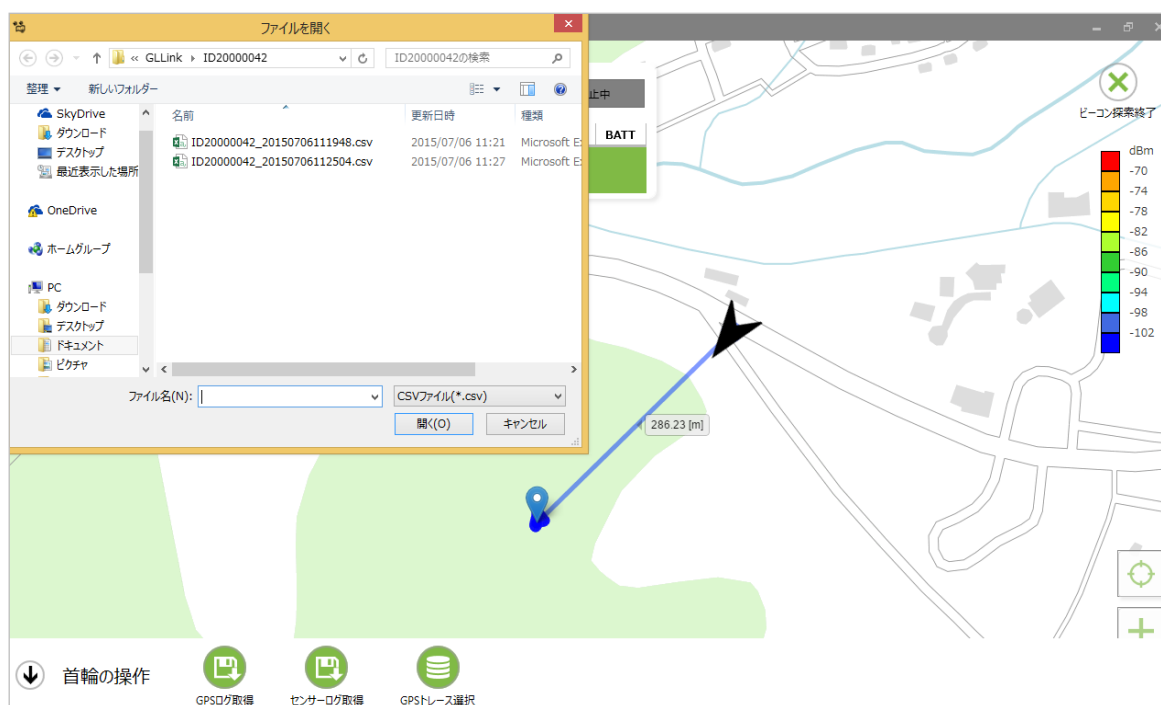 ファイルを開く
« GLLink ID20000042
ID20000042の検索
整理
新しいフォルダー
SkyDrive
ダウンロード
デスクトップ
最近表示した場所
OneDrive
ホームグループ
PC
ダウンロード
デスクトップ
ドキュメント
ピクチャ
名前 更新日時 種類
ID20000042_20150706111948.csv 2015/07/06 11:21 Microsoft E
ID20000042_20150706112504.csv 2015/07/06 11:27 Microsoft E
ファイル名(N):
CSVファイル(*.csv)
開く(O)
キャンセル
止中
BATT
ビーコン探索終了
dBm
-70
-74
-78
-82
-86
-90
-94
-98
-102
286.23 [m]
首輪の操作
GPSログ取得
センサーログ取得
GPSトレース選択